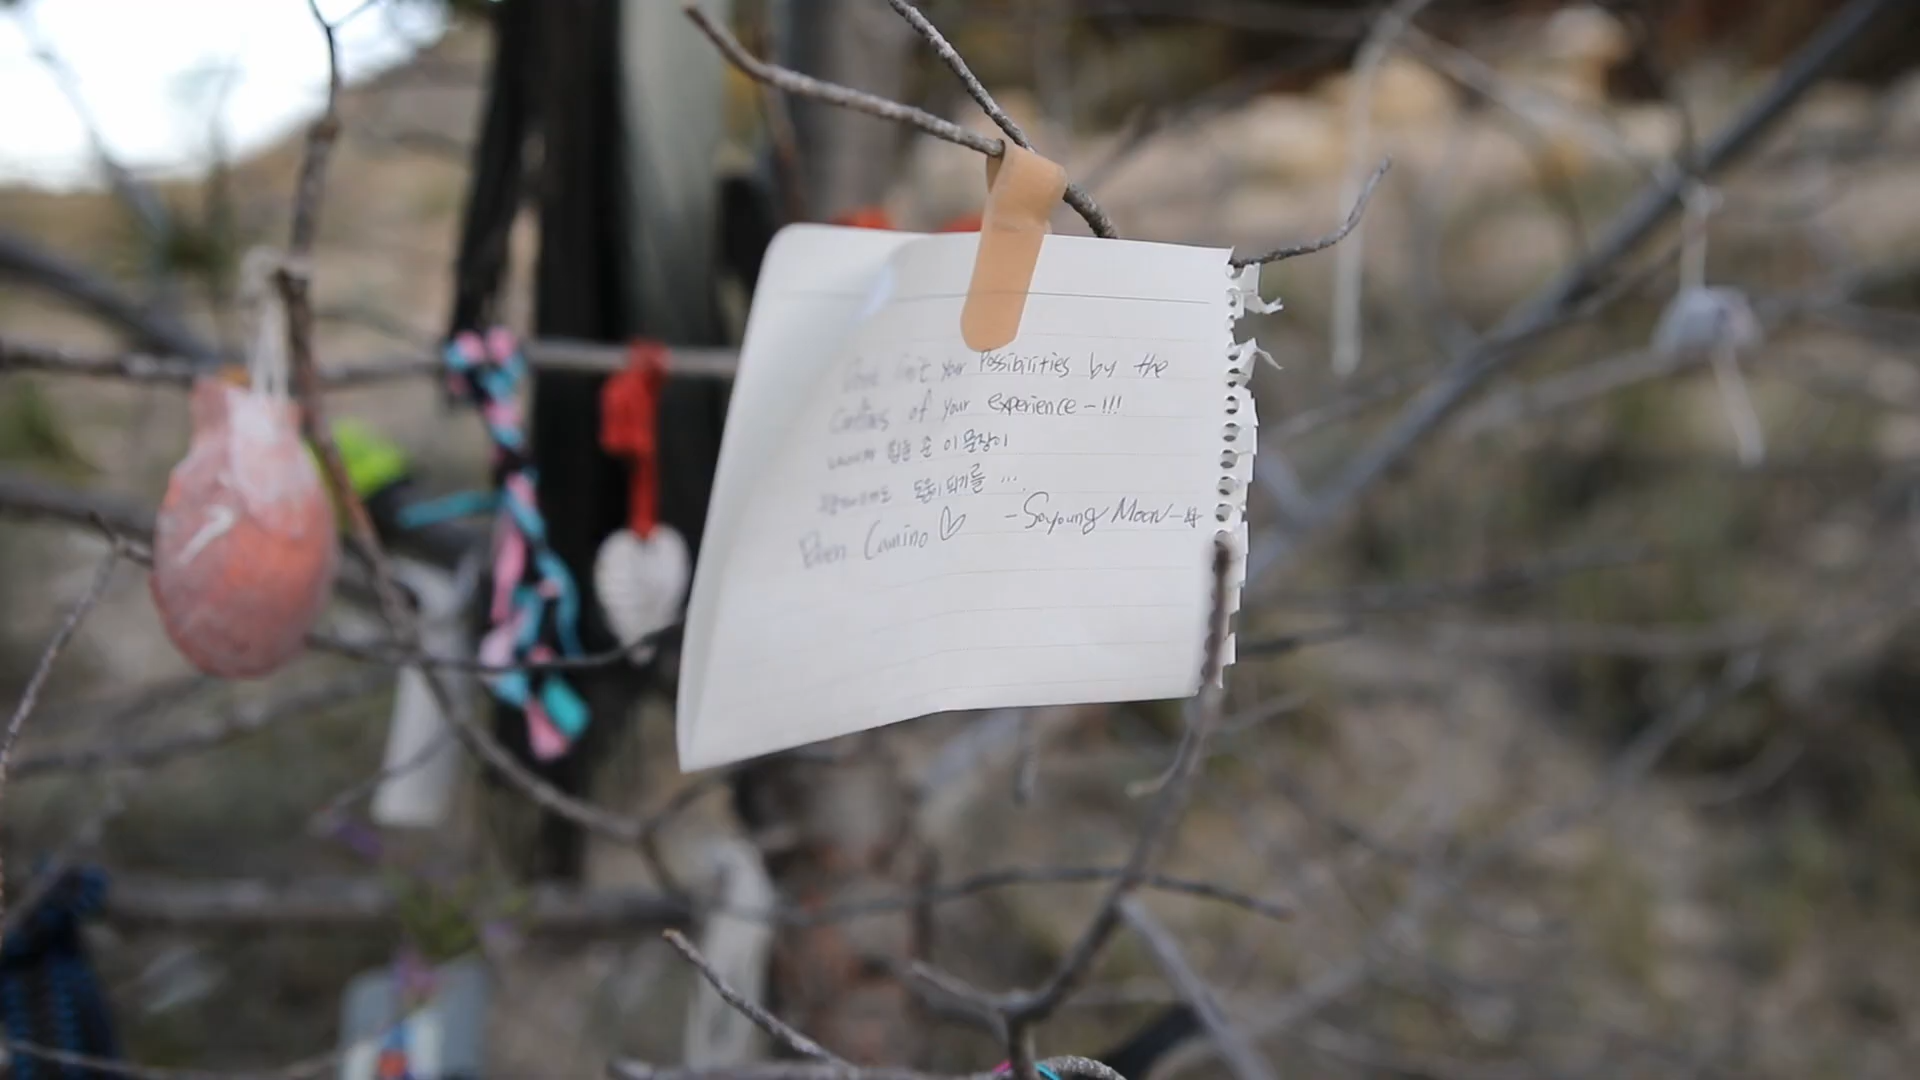 your Possibilities by the
of your experience-!!!
힘든 순 이 문장이
도움이 되기를 ...
Buen Camino ♡ -Soyoung Moon-